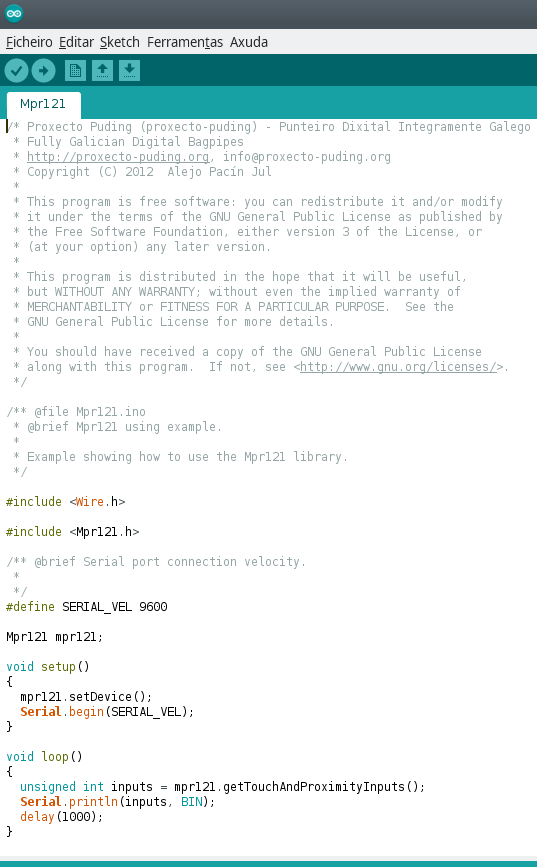 Ficheiro Editar Sketch Ferramentas Axuda
Mpr121
/* Proxecto Puding (proxecto-puding) - Punteiro Dixital Integramente Galego
 * Fully Galician Digital Bagpipes
 * http://proxecto-puding.org, info@proxecto-puding.org
 * Copyright (C) 2012  Alejo Pacín Jul
 *
 * This program is free software: you can redistribute it and/or modify
 * it under the terms of the GNU General Public License as published by
 * the Free Software Foundation, either version 3 of the License, or
 * (at your option) any later version.
 *
 * This program is distributed in the hope that it will be useful,
 * but WITHOUT ANY WARRANTY; without even the implied warranty of
 * MERCHANTABILITY or FITNESS FOR A PARTICULAR PURPOSE.  See the
 * GNU General Public License for more details.
 *
 * You should have received a copy of the GNU General Public License
 * along with this program.  If not, see <http://www.gnu.org/licenses/>.
 */

/** @file Mpr121.ino
 * @brief Mpr121 using example.
 *
 * Example showing how to use the Mpr121 library.
 */

#include <Wire.h>

#include <Mpr121.h>

/** @brief Serial port connection velocity.
 *
 */
#define SERIAL_VEL 9600

Mpr121 mpr121;

void setup()
{
  mpr121.setDevice();
  Serial.begin(SERIAL_VEL);
}

void loop()
{
  unsigned int inputs = mpr121.getTouchAndProximityInputs();
  Serial.println(inputs, BIN);
  delay(1000);
}